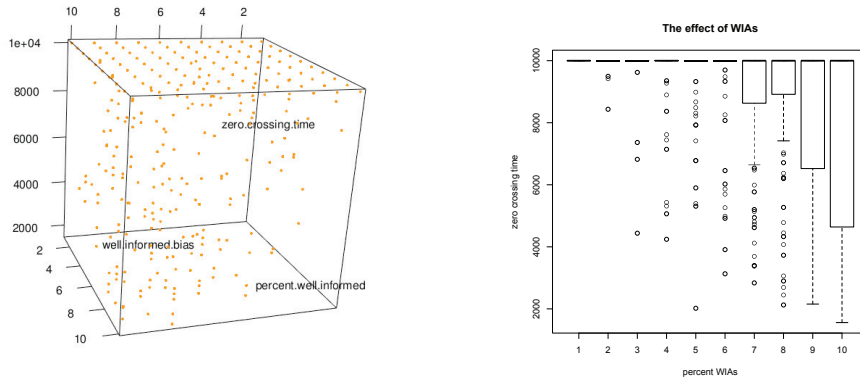 10 8 6 4 2
1e+04
8000
6000
4000
2000
zero.crossing.time
well.informed.bias
percent.well.informed
2
4
6
8
10
The effect of WIAs
zero crossing time
10000
8000
6000
4000
2000
1 2 3 4 5 6 7 8 9 10
percent WIAs